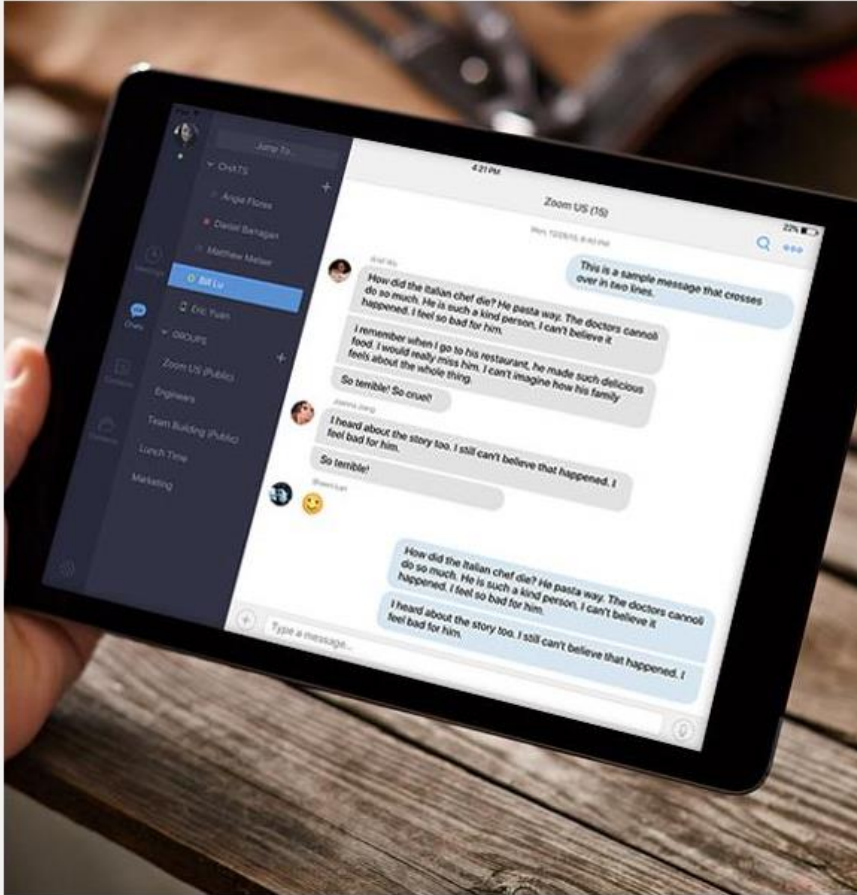 4:21 PM
22%
Jump To...
CHATS
Angie Flores
Daniel Barragan
Matthew
Bill Lu
Eric Yuan
GROUPS
Zoom US (Public)
Engineers
Team Building (Public)
Lunch Time
Marketing
Meetings
Chats
Contacts
Zoom US (15)
This is a sample message that crosses
over in two lines.
How did the Italian chef die? He pasta way. The doctors cannoli
do so much. He is such a kind person, I can't believe it
happened. I feel so bad for him.
I remember when I go to his restaurant, he made such delicious
food. I would really miss him. I can't imagine how his family
feels about the whole thing.
So terrible! So cruel!
Joanna Jiang
I heard about the story too. I still can't believe that happened. I
feel bad for him.
So terrible!
How did the Italian chef die? He pasta way. The doctors cannoli
do so much. He is such a kind person, I can't believe it
happened. I feel so bad for him.
I heard about the story too. I still can't believe that happened. I
feel bad for him.
Type a message...